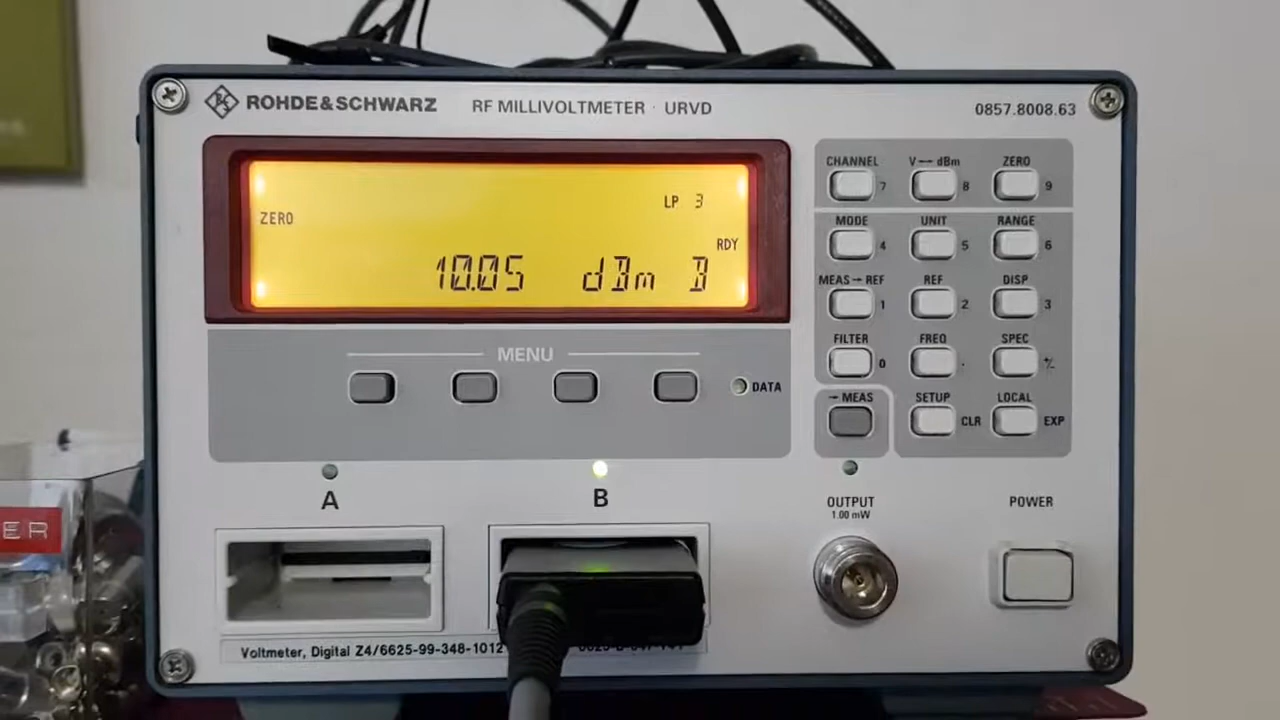 ROHDE&SCHWARZ RF MILLIVOLTMETER · URVD 0857.8008.63
LP 3
ZERO
RDY
10.05 dBm B
MENU
DATA
CHANNEL 7 V↔dBm 8 ZERO 9
MODE 4 UNIT 5 RANGE 6
MEAS→REF 1 REF 2 DISP 3
FILTER 0 FREQ . SPEC +/-
→MEAS SETUP CLR LOCAL EXP
A
B
OUTPUT
1.00 mW
POWER
ER
Voltmeter, Digital Z4/6625-99-348-1012